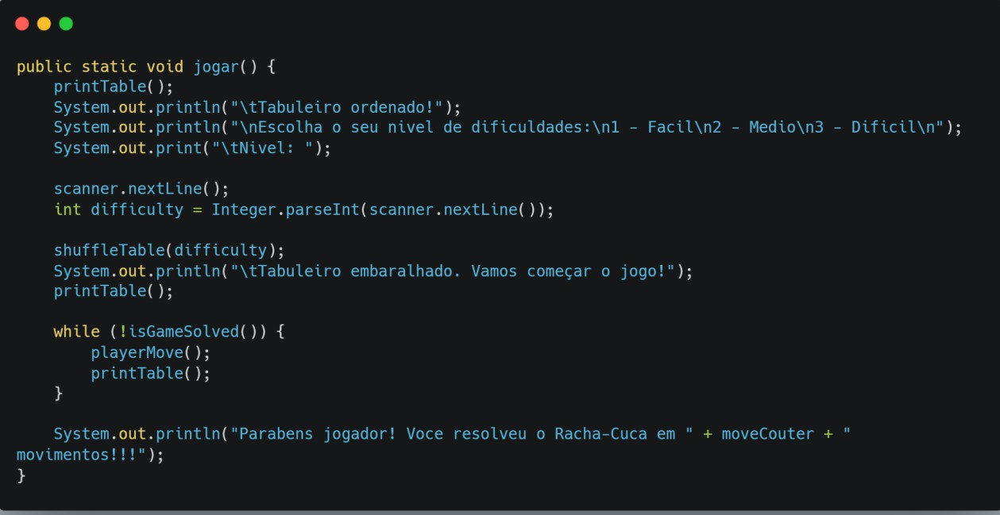 public static void jogar() {
    printTable();
    System.out.println("\tTabuleiro ordenado!");
    System.out.println("\nEscolha o seu nivel de dificuldades:\n1 - Facil\n2 - Medio\n3 - Dificil\n");
    System.out.print("\tNivel: ");

    scanner.nextLine();
    int difficulty = Integer.parseInt(scanner.nextLine());

    shuffleTable(difficulty);
    System.out.println("\tTabuleiro embaralhado. Vamos começar o jogo!");
    printTable();

    while (!isGameSolved()) {
        playerMove();
        printTable();
    }

    System.out.println("Parabens jogador! Voce resolveu o Racha-Cuca em " + moveCouter + "
movimentos!!!");
}